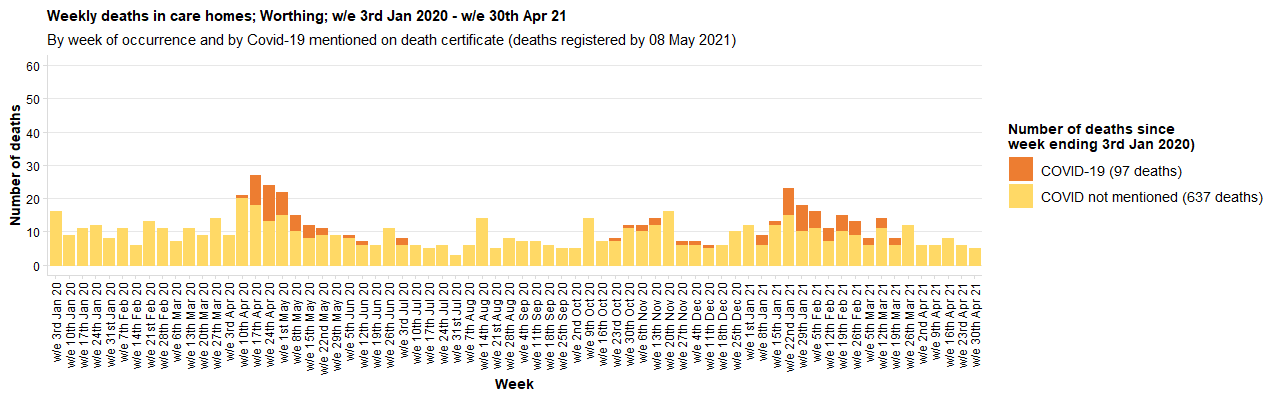 Weekly deaths in care homes; Worthing; w/e 3rd Jan 2020 - w/e 30th Apr 21
By week of occurrence and by Covid-19 mentioned on death certificate (deaths registered by 08 May 2021)
Number of deaths
60
50
40
30
20
10
0
w/e 3rd Jan 20
w/e 10th Jan 20
w/e 17th Jan 20
w/e 24th Jan 20
w/e 31st Jan 20
w/e 7th Feb 20
w/e 14th Feb 20
w/e 21st Feb 20
w/e 28th Feb 20
w/e 6th Mar 20
w/e 13th Mar 20
w/e 20th Mar 20
w/e 27th Mar 20
w/e 3rd Apr 20
w/e 10th Apr 20
w/e 17th Apr 20
w/e 24th Apr 20
w/e 1st May 20
w/e 8th May 20
w/e 15th May 20
w/e 22nd May 20
w/e 29th May 20
w/e 5th Jun 20
w/e 12th Jun 20
w/e 19th Jun 20
w/e 26th Jun 20
w/e 3rd Jul 20
w/e 10th Jul 20
w/e 17th Jul 20
w/e 24th Jul 20
w/e 31st Jul 20
w/e 7th Aug 20
w/e 14th Aug 20
w/e 21st Aug 20
w/e 28th Aug 20
w/e 4th Sep 20
w/e 11th Sep 20
w/e 18th Sep 20
w/e 25th Sep 20
w/e 2nd Oct 20
w/e 9th Oct 20
w/e 16th Oct 20
w/e 23rd Oct 20
w/e 30th Oct 20
w/e 6th Nov 20
w/e 13th Nov 20
w/e 20th Nov 20
w/e 27th Nov 20
w/e 4th Dec 20
w/e 11th Dec 20
w/e 18th Dec 20
w/e 25th Dec 20
w/e 1st Jan 21
w/e 8th Jan 21
w/e 15th Jan 21
w/e 22nd Jan 21
w/e 29th Jan 21
w/e 5th Feb 21
w/e 12th Feb 21
w/e 19th Feb 21
w/e 26th Feb 21
w/e 5th Mar 21
w/e 12th Mar 21
w/e 19th Mar 21
w/e 26th Mar 21
w/e 2nd Apr 21
w/e 9th Apr 21
w/e 16th Apr 21
w/e 23rd Apr 21
w/e 30th Apr 21
Week
Number of deaths since
week ending 3rd Jan 2020)
COVID-19 (97 deaths)
COVID not mentioned (637 deaths)